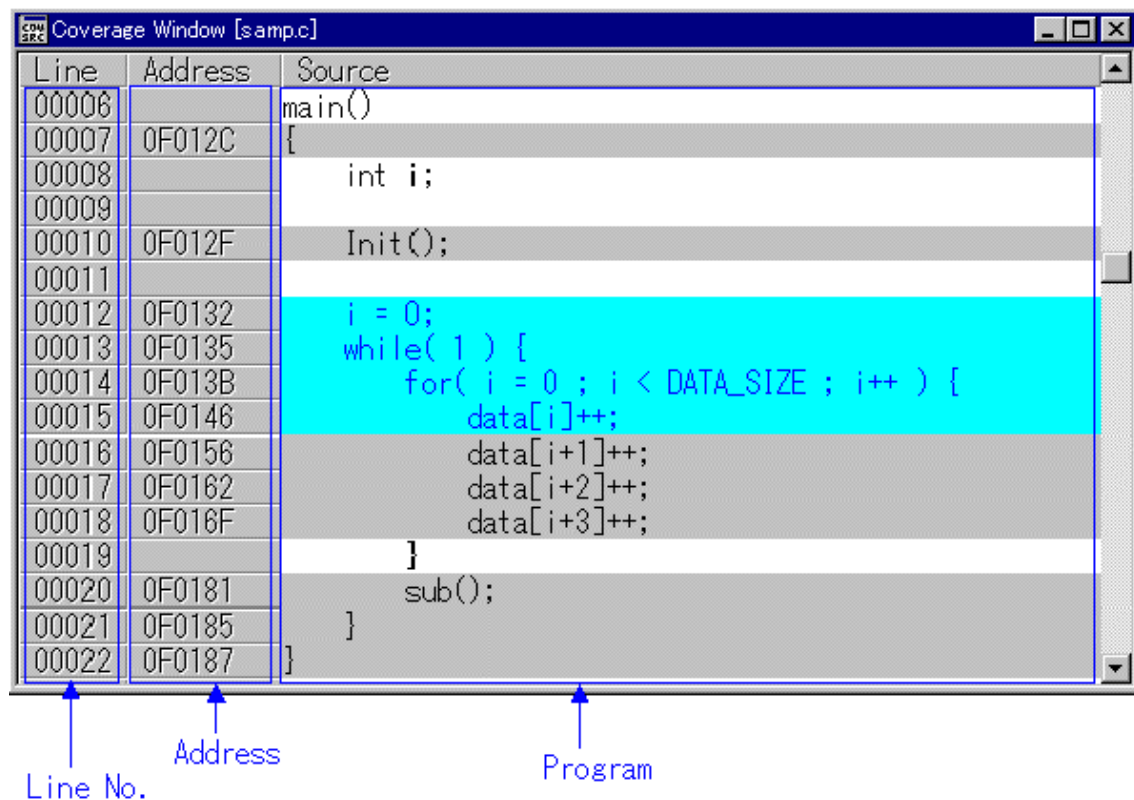 COV SRC Coverage Window [samp.c]
Line Address Source
00006 main()
00007 0F012C {
00008 int i;
00009
00010 0F012F Init();
00011
00012 0F0132 i = 0;
00013 0F0135 while( 1 ) {
00014 0F013B for( i = 0 ; i < DATA_SIZE ; i++ ) {
00015 0F0146 data[i]++;
00016 0F0156 data[i+1]++;
00017 0F0162 data[i+2]++;
00018 0F016F data[i+3]++;
00019 }
00020 0F0181 sub();
00021 0F0185 }
00022 0F0187 }
Line No.
Address
Program